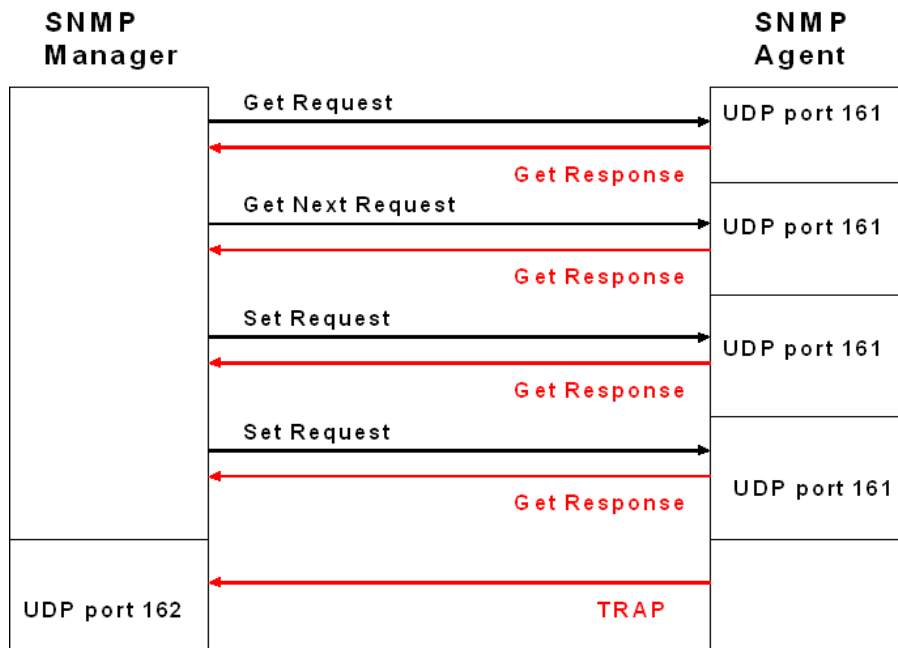 SNMP
Manager
SNMP
Agent
Get Request
UDP port 161
Get Response
Get Next Request
UDP port 161
Get Response
Set Request
UDP port 161
Get Response
Set Request
UDP port 161
Get Response
UDP port 162
TRAP